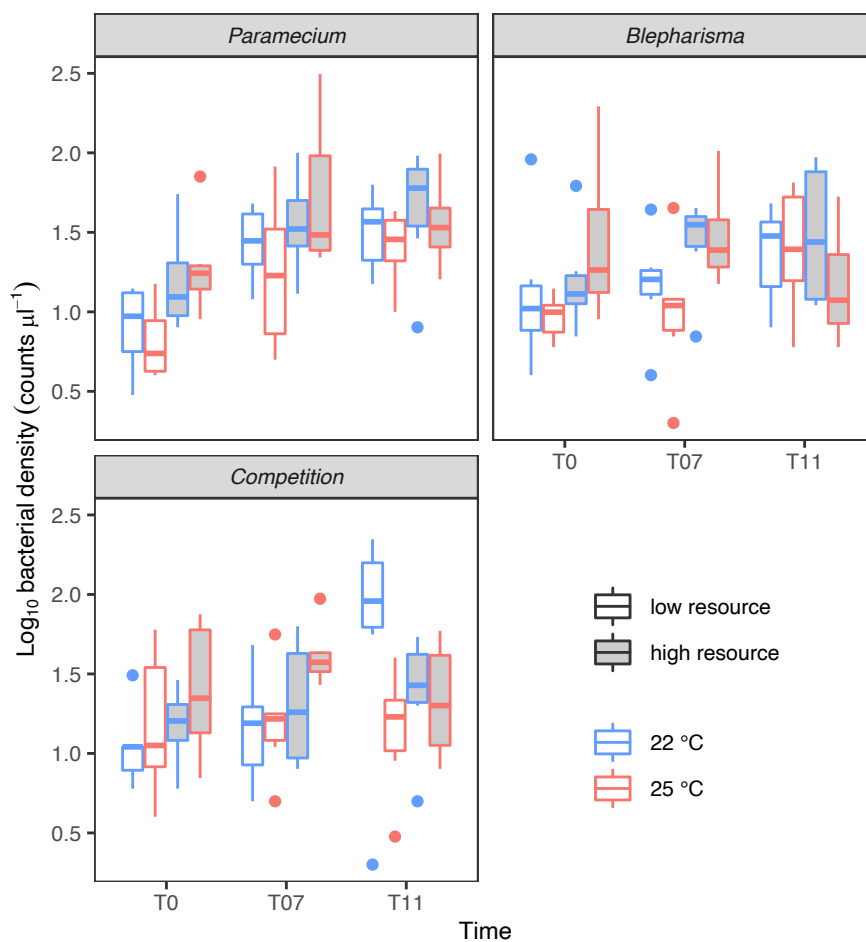 Paramecium
Blepharisma
2.5
2.0
1.5
1.0
0.5
T0 T07 T11
Competition
2.5
2.0
1.5
1.0
0.5
T0 T07 T11
Time
Log₁₀ bacterial density (counts µl⁻¹)
low resource
high resource
22 °C
25 °C